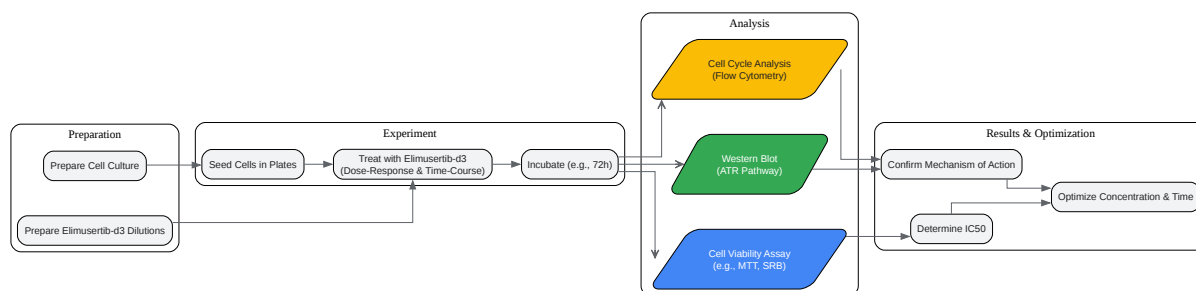 Preparation
Prepare Cell Culture
Prepare Elimusertib-d3 Dilutions
Experiment
Seed Cells in Plates
Treat with Elimusertib-d3
(Dose-Response & Time-Course)
Incubate (e.g., 72h)
Analysis
Cell Cycle Analysis
(Flow Cytometry)
Western Blot
(ATR Pathway)
Cell Viability Assay
(e.g., MTT, SRB)
Results & Optimization
Confirm Mechanism of Action
Determine IC50
Optimize Concentration & Time